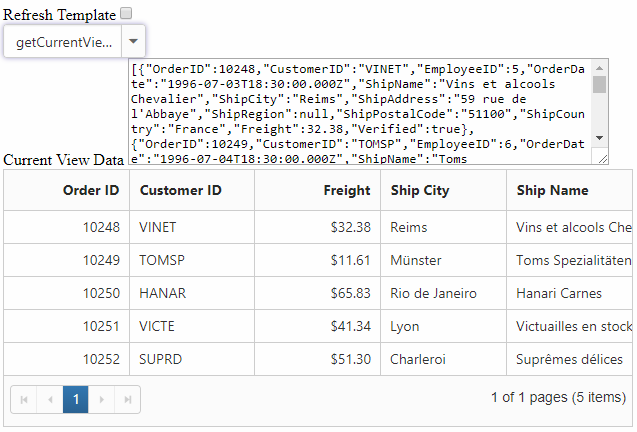 Refresh Template
getCurrentVie...
[{"OrderID":10248,"CustomerID":"VINET","EmployeeID":5,"OrderDa
te":"1996-07-03T18:30:00.000Z","ShipName":"Vins et alcools
Chevalier","ShipCity":"Reims","ShipAddress":"59 rue de
l'Abbaye","ShipRegion":null,"ShipPostalCode":"51100","ShipCoun
try":"France","Freight":32.38,"Verified":true},
{"OrderID":10249,"CustomerID":"TOMSP","EmployeeID":6,"OrderDat
e":"1996-07-04T18:30:00.000Z","ShipName":"Toms
Current View Data
Order ID Customer ID Freight Ship City Ship Name
10248 VINET $32.38 Reims Vins et alcools Che
10249 TOMSP $11.61 Münster Toms Spezialitäten
10250 HANAR $65.83 Rio de Janeiro Hanari Carnes
10251 VICTE $41.34 Lyon Victuailles en stock
10252 SUPRD $51.30 Charleroi Suprêmes délices
1 1 of 1 pages (5 items)